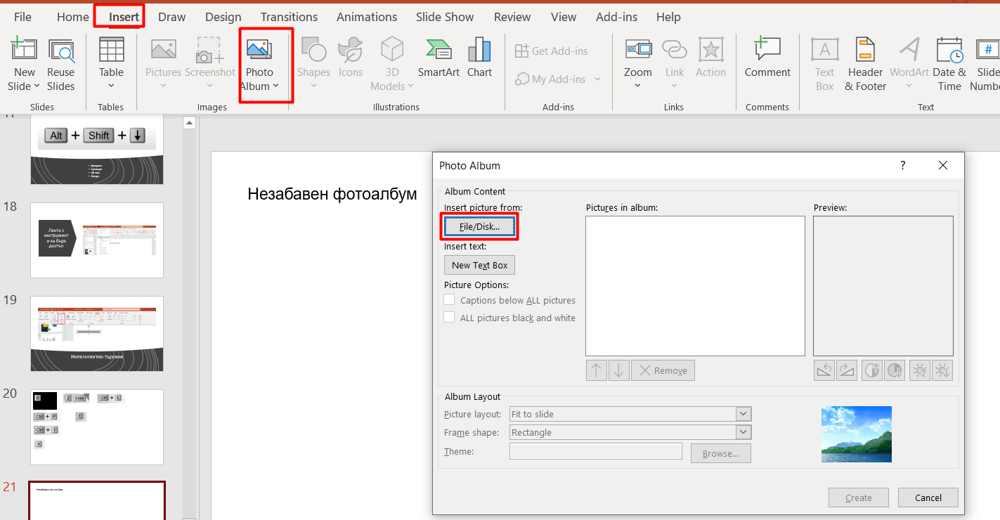 File Home Insert Draw Design Transitions Animations Slide Show Review View Add-ins Help
New Slide
Reuse Slides
Table
Pictures
Screenshot
Photo Album
Shapes
Icons
3D Models
SmartArt
Chart
Get Add-ins
My Add-ins
Zoom
Link
Action
Comment
Text Box
Header & Footer
WordArt
Date & Time
Slide
#
Slides
Tables
Images
Illustrations
Add-ins
Links
Comments
Text
Alt + Shift + ↓
18
Лента с
инструмент
и за бърз
достъп
19
Интелигентно търсене
20
B
2 Enter
Ctrl + L
Ctrl + P
E
Ctrl + I
+
21
Незабавен фотоалбум
Незабавен фотоалбум
Photo Album
?
Album Content
Insert picture from:
File/Disk...
Insert text:
New Text Box
Picture Options:
Captions below ALL pictures
ALL pictures black and white
Pictures in album:
Remove
Preview:
Album Layout
Picture layout: Fit to slide
Frame shape: Rectangle
Theme:
Browse...
Create
Cancel